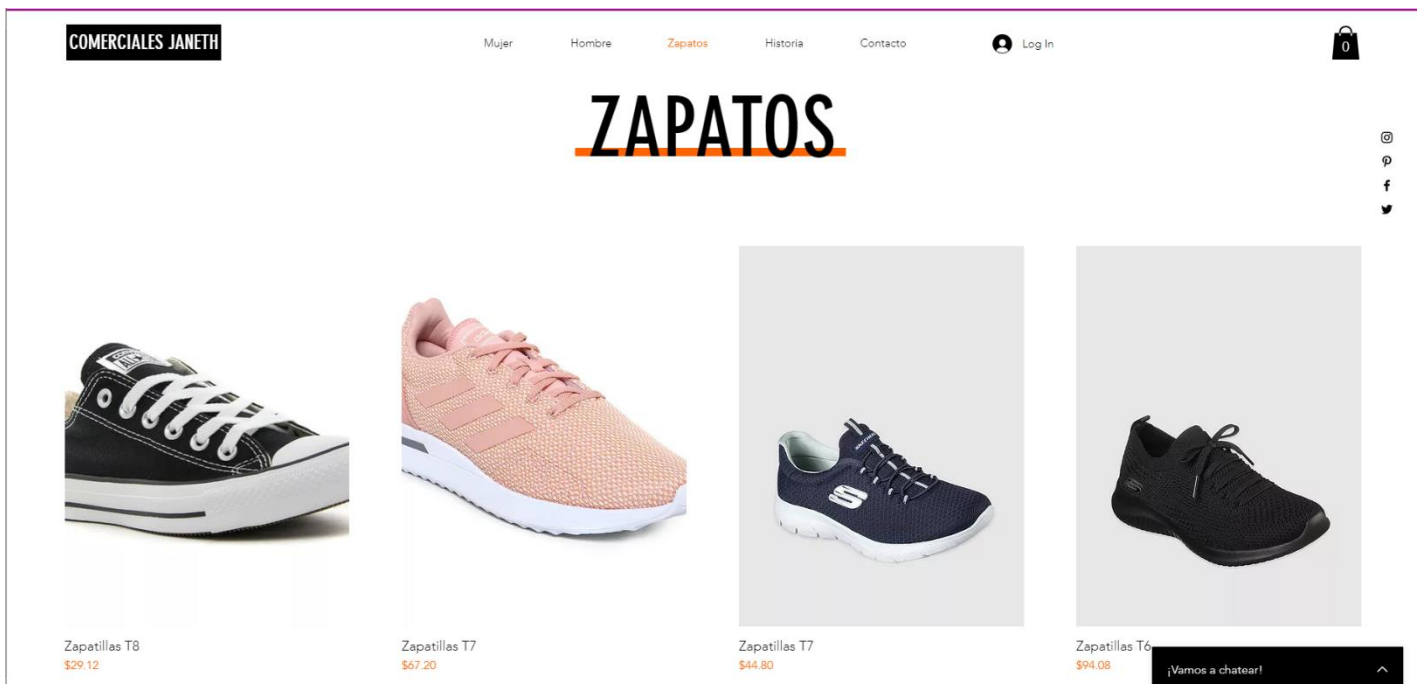 COMERCIALES JANETH
Mujer Hombre Zapatos Historia Contacto Log In 0
ZAPATOS
Zapatillas T8
$29.12
Zapatillas T7
$67.20
Zapatillas T7
$44.80
Zapatillas T6
$94.08
¡Vamos a chatear!